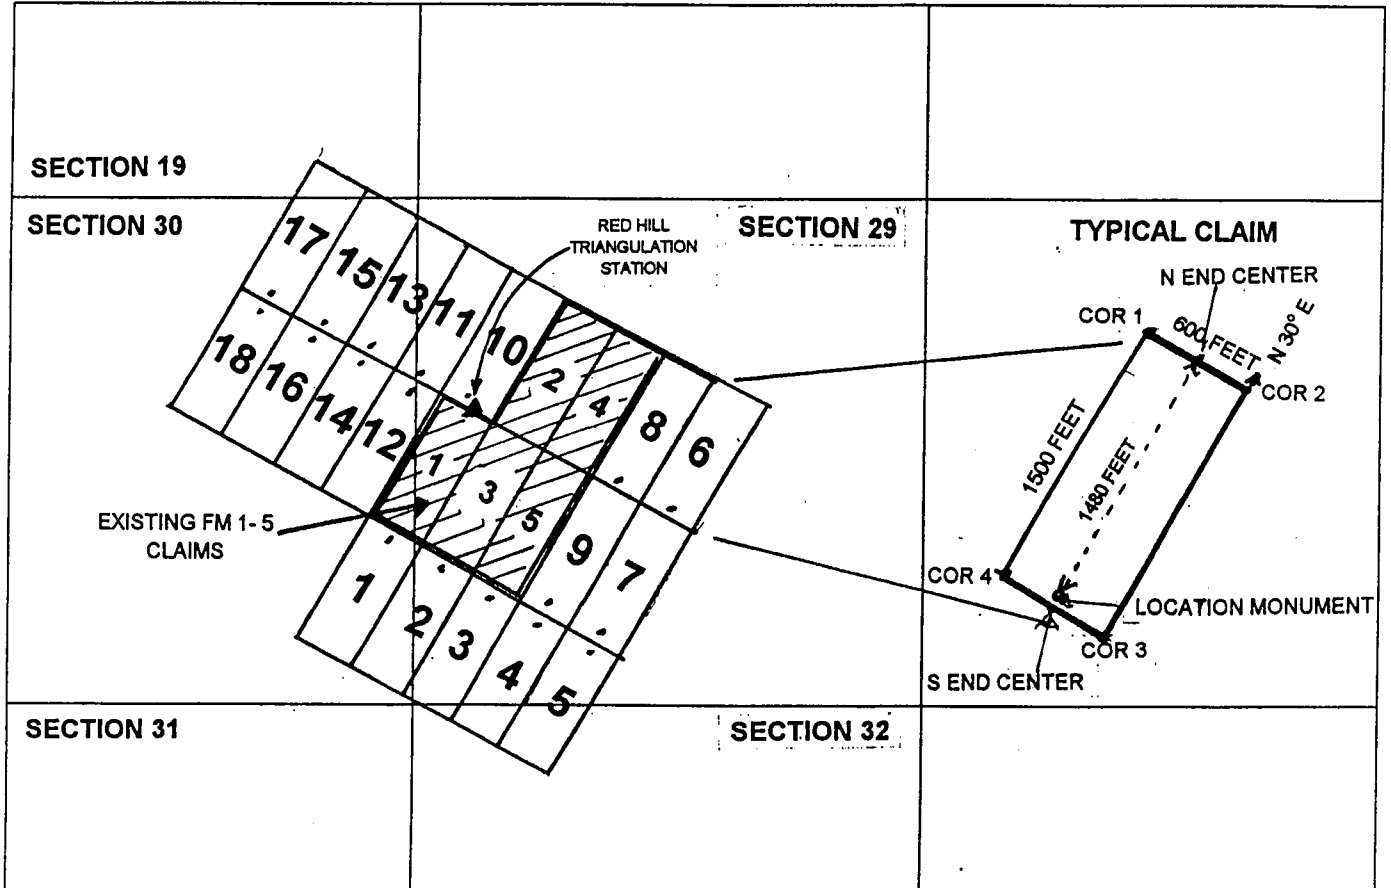 SECTION 19
SECTION 30
SECTION 29
RED HILL
TRIANGULATION
STATION
17
15
13
11
10
2
4
8
6
18
16
14
12
1
3
5
9
7
EXISTING FM 1- 5
CLAIMS
1
2
3
4
5
TYPICAL CLAIM
N END CENTER
COR 1
600 FEET
N 30° E
COR 2
1500 FEET
1480 FEET
COR 4
LOCATION MONUMENT
COR 3
S END CENTER
SECTION 31
SECTION 32